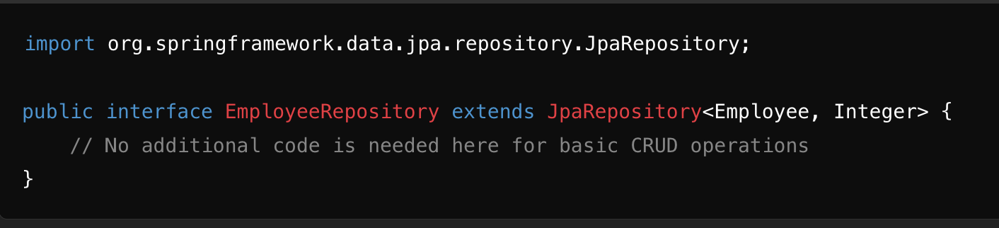 import org.springframework.data.jpa.repository.JpaRepository;
public interface EmployeeRepository extends JpaRepository<Employee, Integer> {
    // No additional code is needed here for basic CRUD operations
}